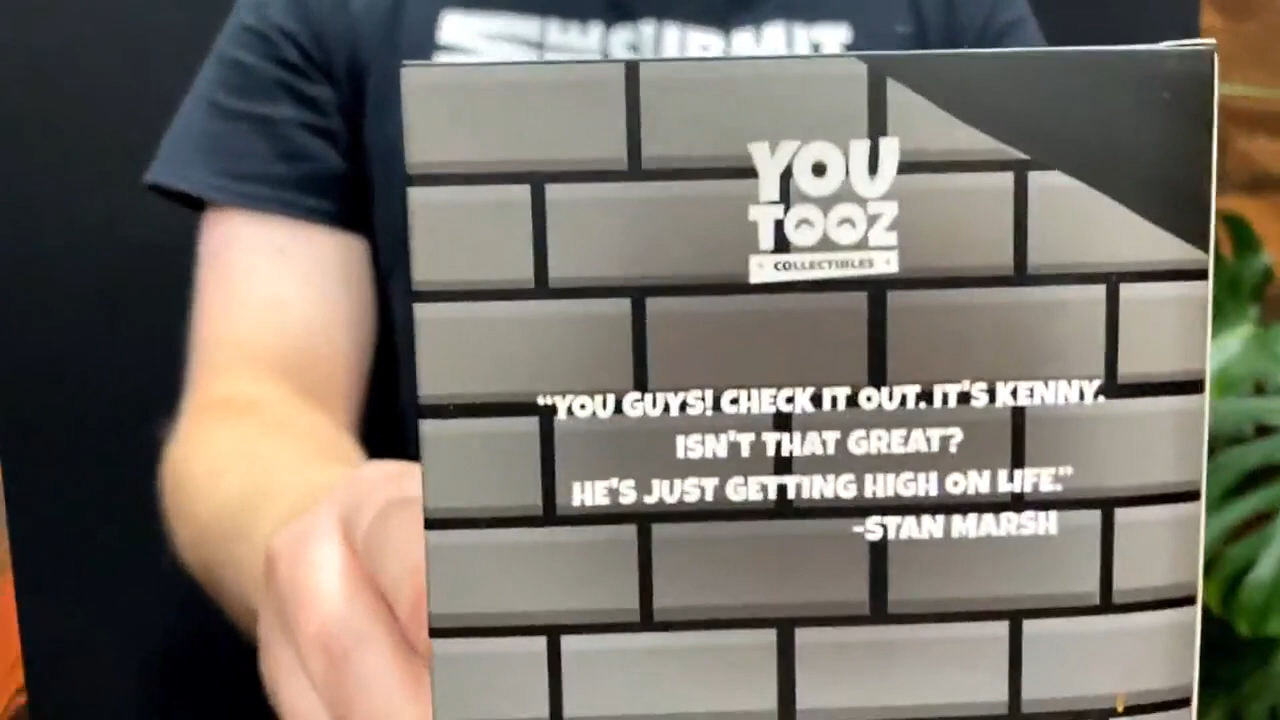 YOU
TOOZ
COLLECTIBLES
“YOU GUYS! CHECK IT OUT. IT'S KENNY.
ISN'T THAT GREAT?
HE'S JUST GETTING HIGH ON LIFE.”
-STAN MARSH